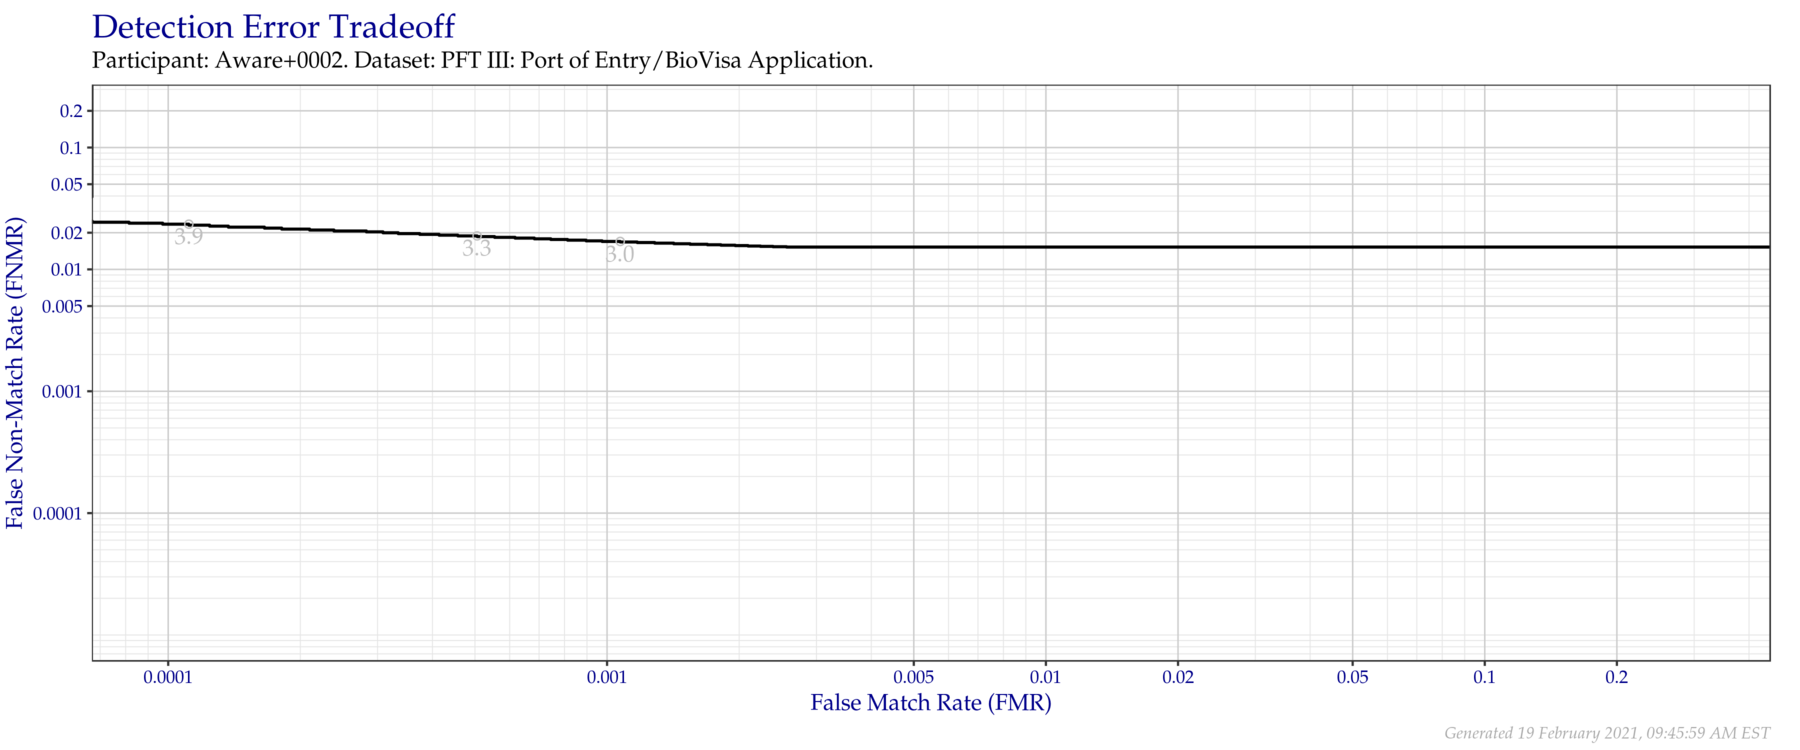 Detection Error Tradeoff
Participant: Aware+0002. Dataset: PFT III: Port of Entry/BioVisa Application.
False Non-Match Rate (FNMR)
0.2
0.1
0.05
0.02
0.01
0.005
0.001
0.0001
3.9
3.3
3.0
0.0001 0.001 0.005 0.01 0.02 0.05 0.1 0.2
False Match Rate (FMR)
Generated 19 February 2021, 09:45:59 AM EST